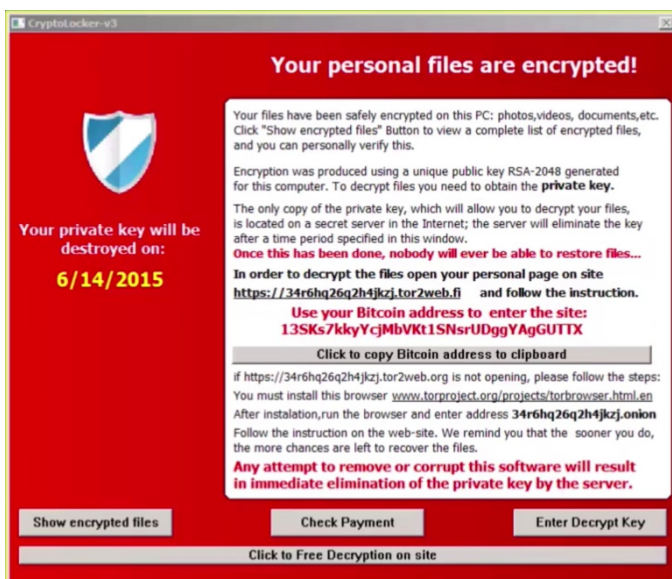 CryptoLocker-v3
Your personal files are encrypted!
Your private key will be
destroyed on:
6/14/2015
Your files have been safely encrypted on this PC: photos,videos, documents,etc.
Click "Show encrypted files" Button to view a complete list of encrypted files,
and you can personally verify this.
Encryption was produced using a unique public key RSA-2048 generated
for this computer. To decrypt files you need to obtain the private key.
The only copy of the private key, which will allow you to decrypt your files,
is located on a secret server in the Internet; the server will eliminate the key
after a time period specified in this window.
Once this has been done, nobody will ever be able to restore files...
In order to decrypt the files open your personal page on site
https://34r6hq26q2h4jkzj.tor2web.fi and follow the instruction.
Use your Bitcoin address to enter the site:
13SKs7kkyYcjMbVKt1SNsrUDggYAgGUTTX
Click to copy Bitcoin address to clipboard
if https://34r6hq26q2h4jkzj.tor2web.org is not opening, please follow the steps:
You must install this browser www.torproject.org/projects/torbrowser.html.en
After instalation,run the browser and enter address 34r6hq26q2h4jkzj.onion
Follow the instruction on the web-site. We remind you that the sooner you do,
the more chances are left to recover the files.
Any attempt to remove or corrupt this software will result
in immediate elimination of the private key by the server.
Show encrypted files
Check Payment
Enter Decrypt Key
Click to Free Decryption on site